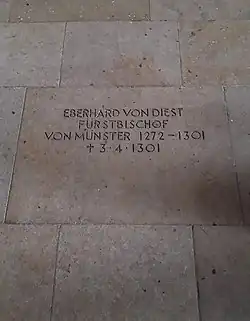 EBERHARD VON DIEST
FÜRSTBISCHOF
VON MÜNSTER 1272-1301
† 3·4·1301